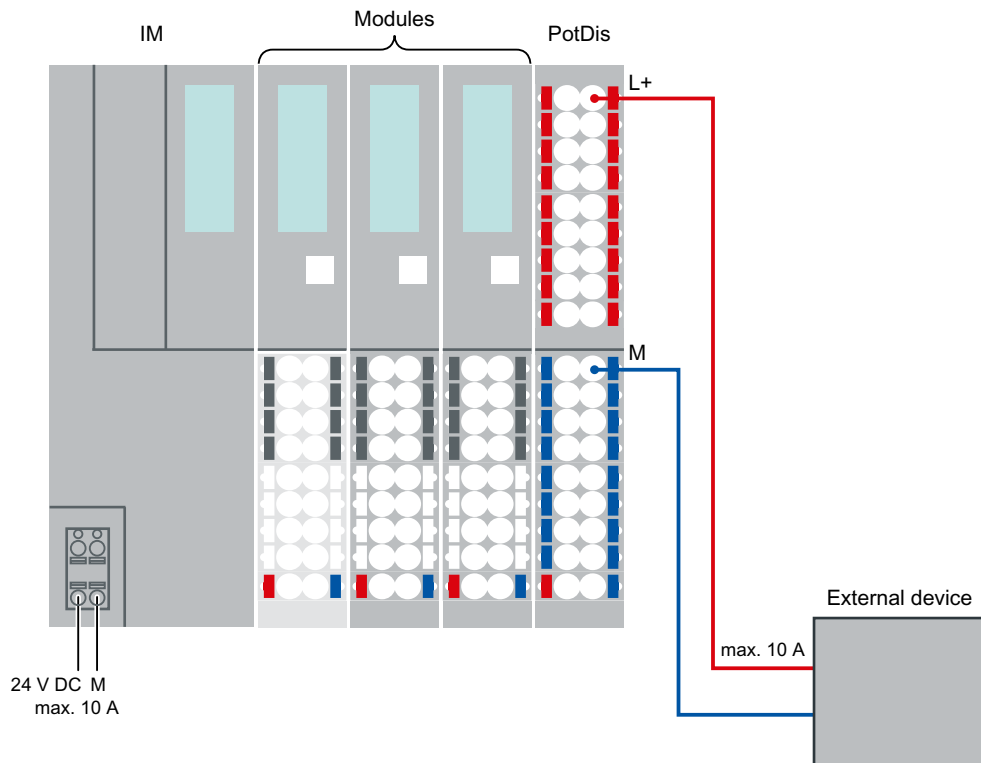 IM
Modules
PotDis
L+
M
External device
max. 10 A
24 V DC M
max. 10 A